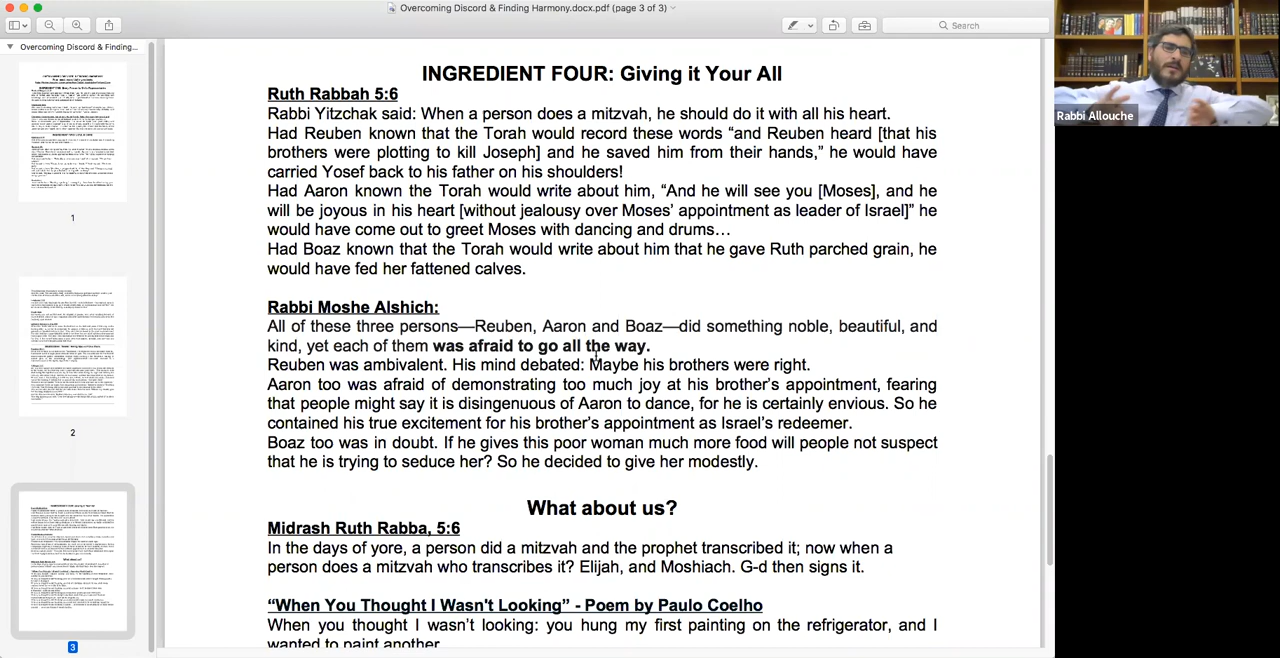 Overcoming Discord & Finding Harmony.docx.pdf (page 3 of 3)
Search
Overcoming Discord & Finding...
1
2
3
INGREDIENT FOUR: Giving it Your All
Ruth Rabbah 5:6
Rabbi Yitzchak said: When a person does a mitzvah, he should do it with all his heart.
Had Reuben known that the Torah would record these words “and Reuben heard [that his
brothers were plotting to kill Joseph] and he saved him from their hands,” he would have
carried Yosef back to his father on his shoulders!
Had Aaron known the Torah would write about him, “And he will see you [Moses], and he
will be joyous in his heart [without jealousy over Moses’ appointment as leader of Israel]” he
would have come out to greet Moses with dancing and drums…
Had Boaz known that the Torah would write about him that he gave Ruth parched grain, he
would have fed her fattened calves.
Rabbi Moshe Alshich:
All of these three persons—Reuben, Aaron and Boaz—did something noble, beautiful, and
kind, yet each of them was afraid to go all the way.
Reuben was ambivalent. His mind debated: Maybe his brothers were right.
Aaron too was afraid of demonstrating too much joy at his brother’s appointment, fearing
that people might say it is disingenuous of Aaron to dance, for he is certainly envious. So he
contained his true excitement for his brother’s appointment as Israel’s redeemer.
Boaz too was in doubt. If he gives this poor woman much more food will people not suspect
that he is trying to seduce her? So he decided to give her modestly.
What about us?
Midrash Ruth Rabba, 5:6
In the days of yore, a person did a mitzvah and the prophet transcribed it; now when a
person does a mitzvah who transcribes it? Elijah, and Moshiach. G-d then signs it.
“When You Thought I Wasn't Looking” - Poem by Paulo Coelho
When you thought I wasn’t looking: you hung my first painting on the refrigerator, and I
wanted to paint another.
Rabbi Allouche